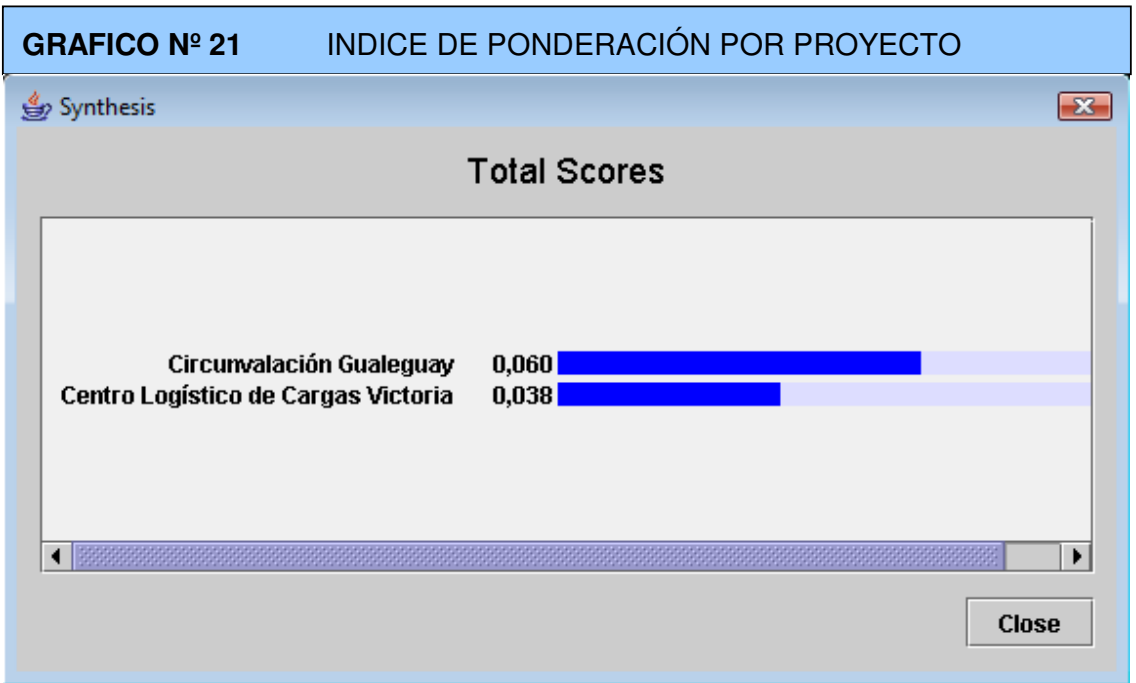 GRAFICO Nº 21 INDICE DE PONDERACIÓN POR PROYECTO
Synthesis
Total Scores
Circunvalación Gualeguay 0,060
Centro Logístico de Cargas Victoria 0,038
Close